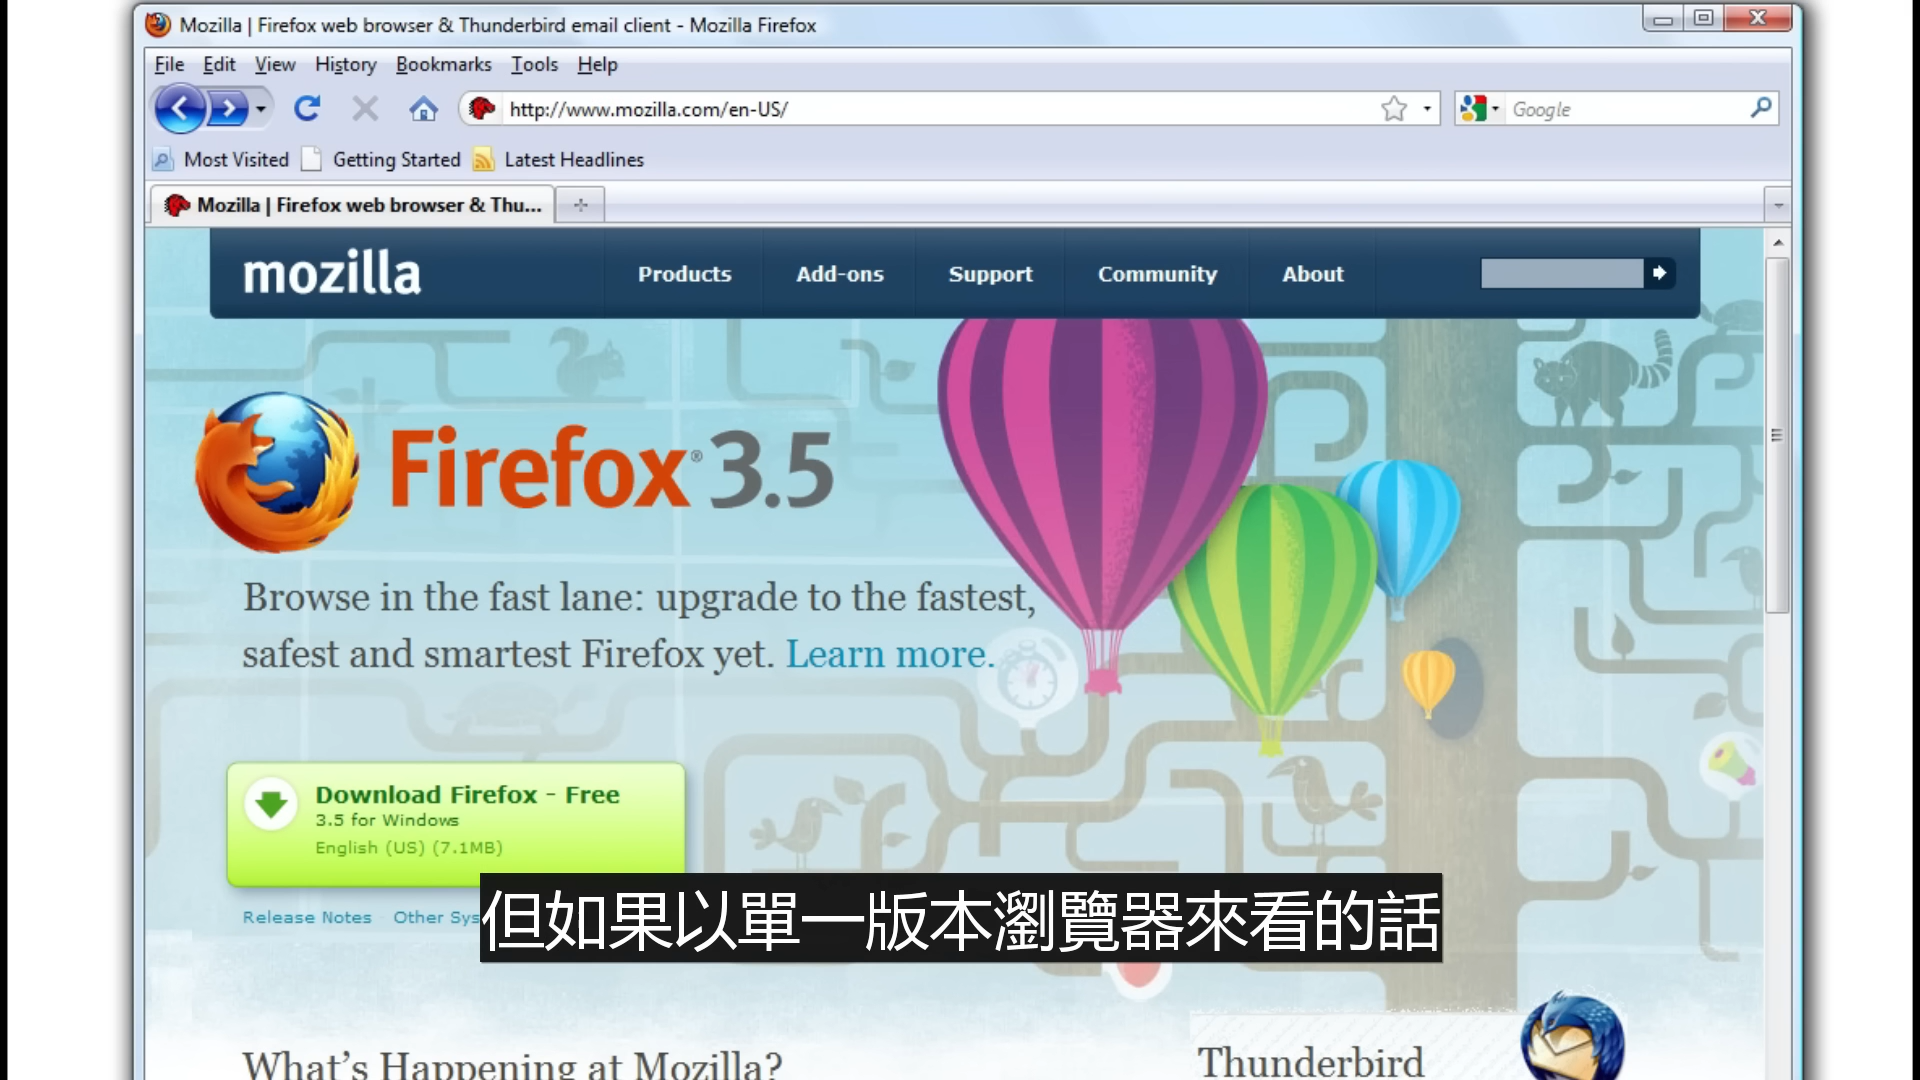 Mozilla | Firefox web browser & Thunderbird email client - Mozilla Firefox
File Edit View History Bookmarks Tools Help
http://www.mozilla.com/en-US/
Google
Most Visited Getting Started Latest Headlines
Mozilla | Firefox web browser & Thu...
mozilla Products Add-ons Support Community About
Firefox® 3.5
Browse in the fast lane: upgrade to the fastest,
safest and smartest Firefox yet. Learn more.
Download Firefox - Free
3.5 for Windows
English (US) (7.1MB)
Release Notes Other Sys
但如果以單一版本瀏覽器來看的話
What's Happening at Mozilla?
Thunderbird